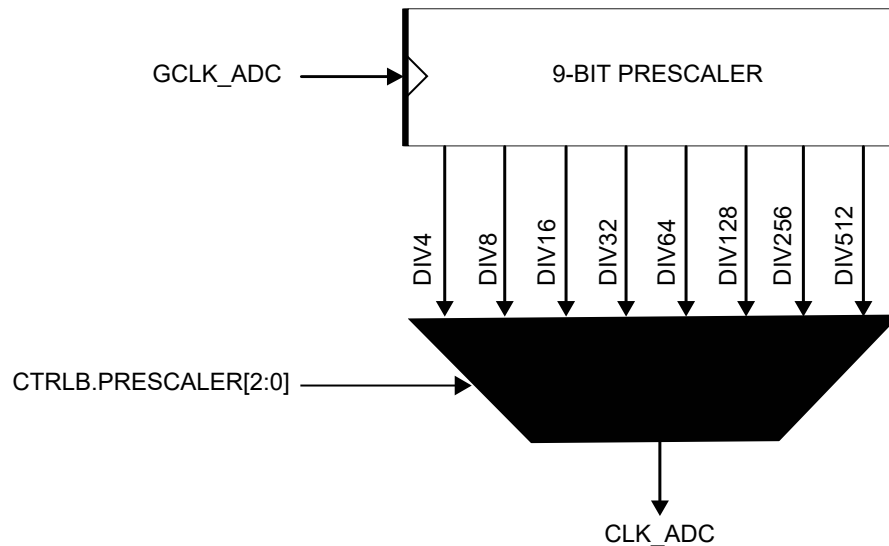 GCLK_ADC
9-BIT PRESCALER
DIV4
DIV8
DIV16
DIV32
DIV64
DIV128
DIV256
DIV512
CTRLB.PRESCALER[2:0]
CLK_ADC